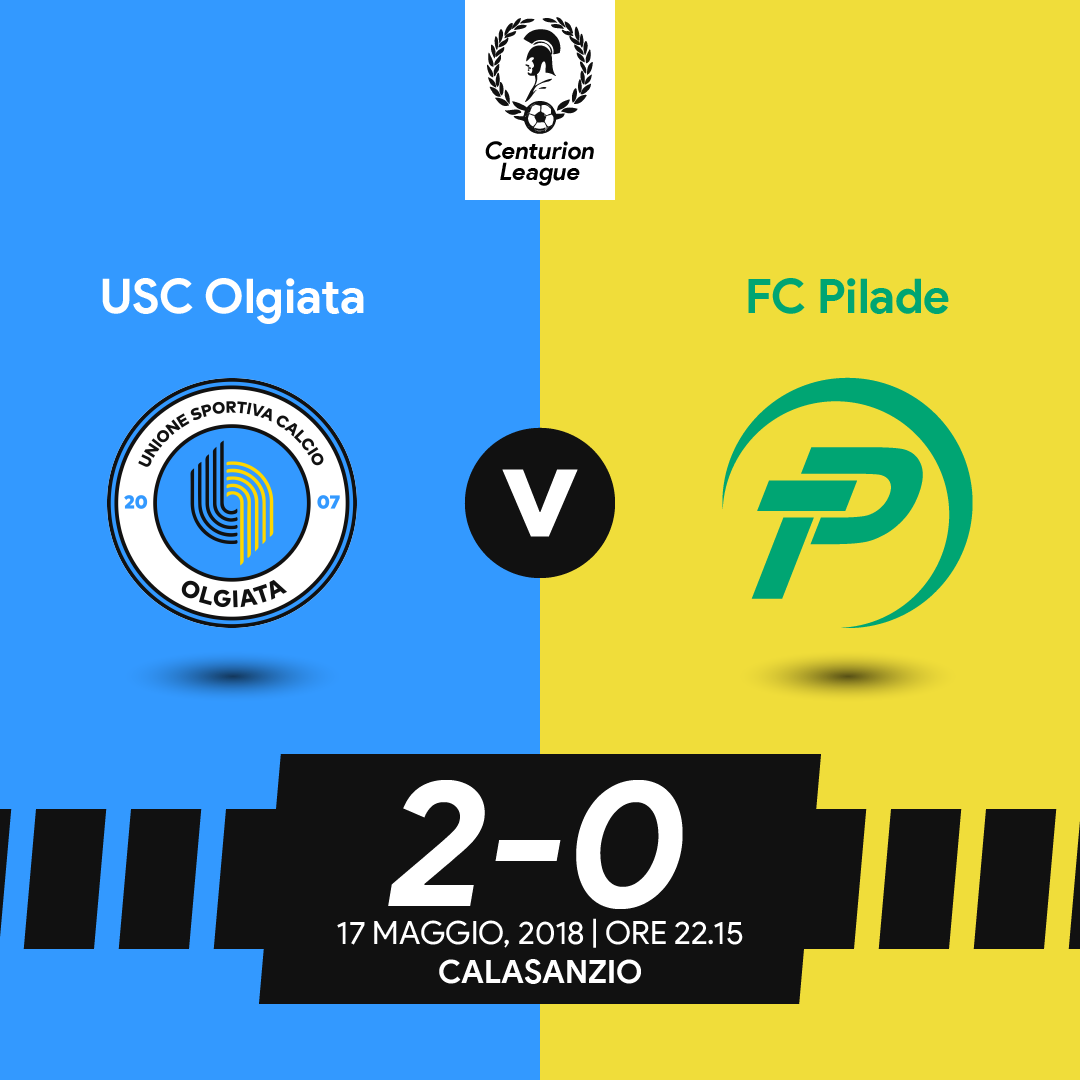 Centurion
League
USC Olgiata
FC Pilade
UNIONE SPORTIVA CALCIO
20
07
OLGIATA
V
P
2-0
17 MAGGIO, 2018 | ORE 22.15
CALASANZIO